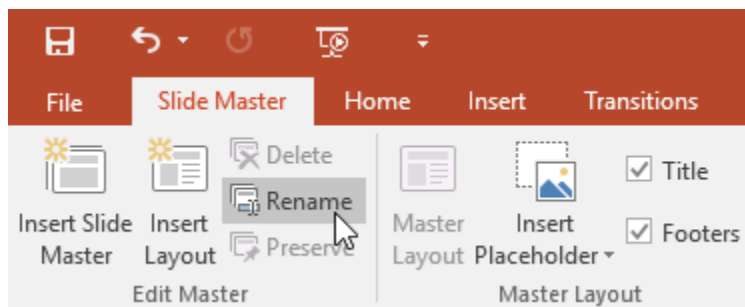 File Slide Master Home Insert Transitions
Insert Slide
Master
Insert
Layout
Delete
Rename
Preserve
Edit Master
Master
Layout
Insert
Placeholder
Title
Footers
Master Layout